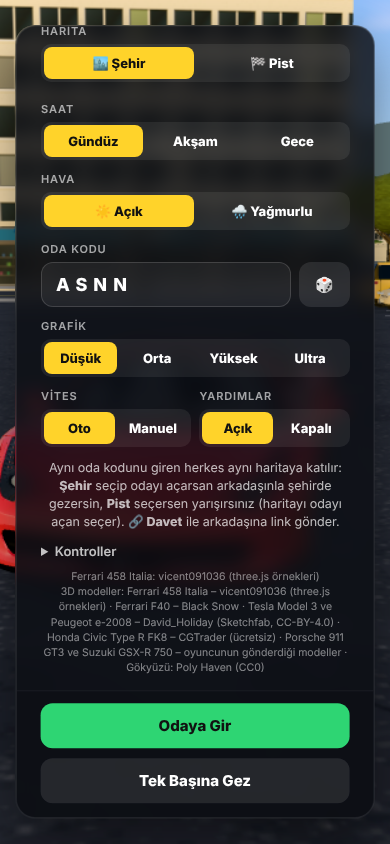 HARITA
🏙️ Şehir
🏁 Pist
SAAT
Gündüz
Akşam
Gece
HAVA
☀️ Açık
🌧️ Yağmurlu
ODA KODU
ASNN
🎲
GRAFİK
Düşük
Orta
Yüksek
Ultra
VİTES
YARDIMLAR
Oto
Manuel
Açık
Kapalı
Aynı oda kodunu giren herkes aynı haritaya katılır:
Şehir seçip odayı açarsan arkadaşınla şehirde
gezersin, Pist seçersen yarışırsınız (haritayı odayı
açan seçer). 🔗 Davet ile arkadaşına link gönder.
▶ Kontroller
Ferrari 458 Italia: vicent091036 (three.js örnekleri)
3D modeller: Ferrari 458 Italia – vicent091036 (three.js
örnekleri) · Ferrari F40 – Black Snow · Tesla Model 3 ve
Peugeot e-2008 – David_Holiday (Sketchfab, CC-BY-4.0) ·
Honda Civic Type R FK8 – CGTrader (ücretsiz) · Porsche 911
GT3 ve Suzuki GSX-R 750 – oyuncunun gönderdiği modeller ·
Gökyüzü: Poly Haven (CC0)
Odaya Gir
Tek Başına Gez